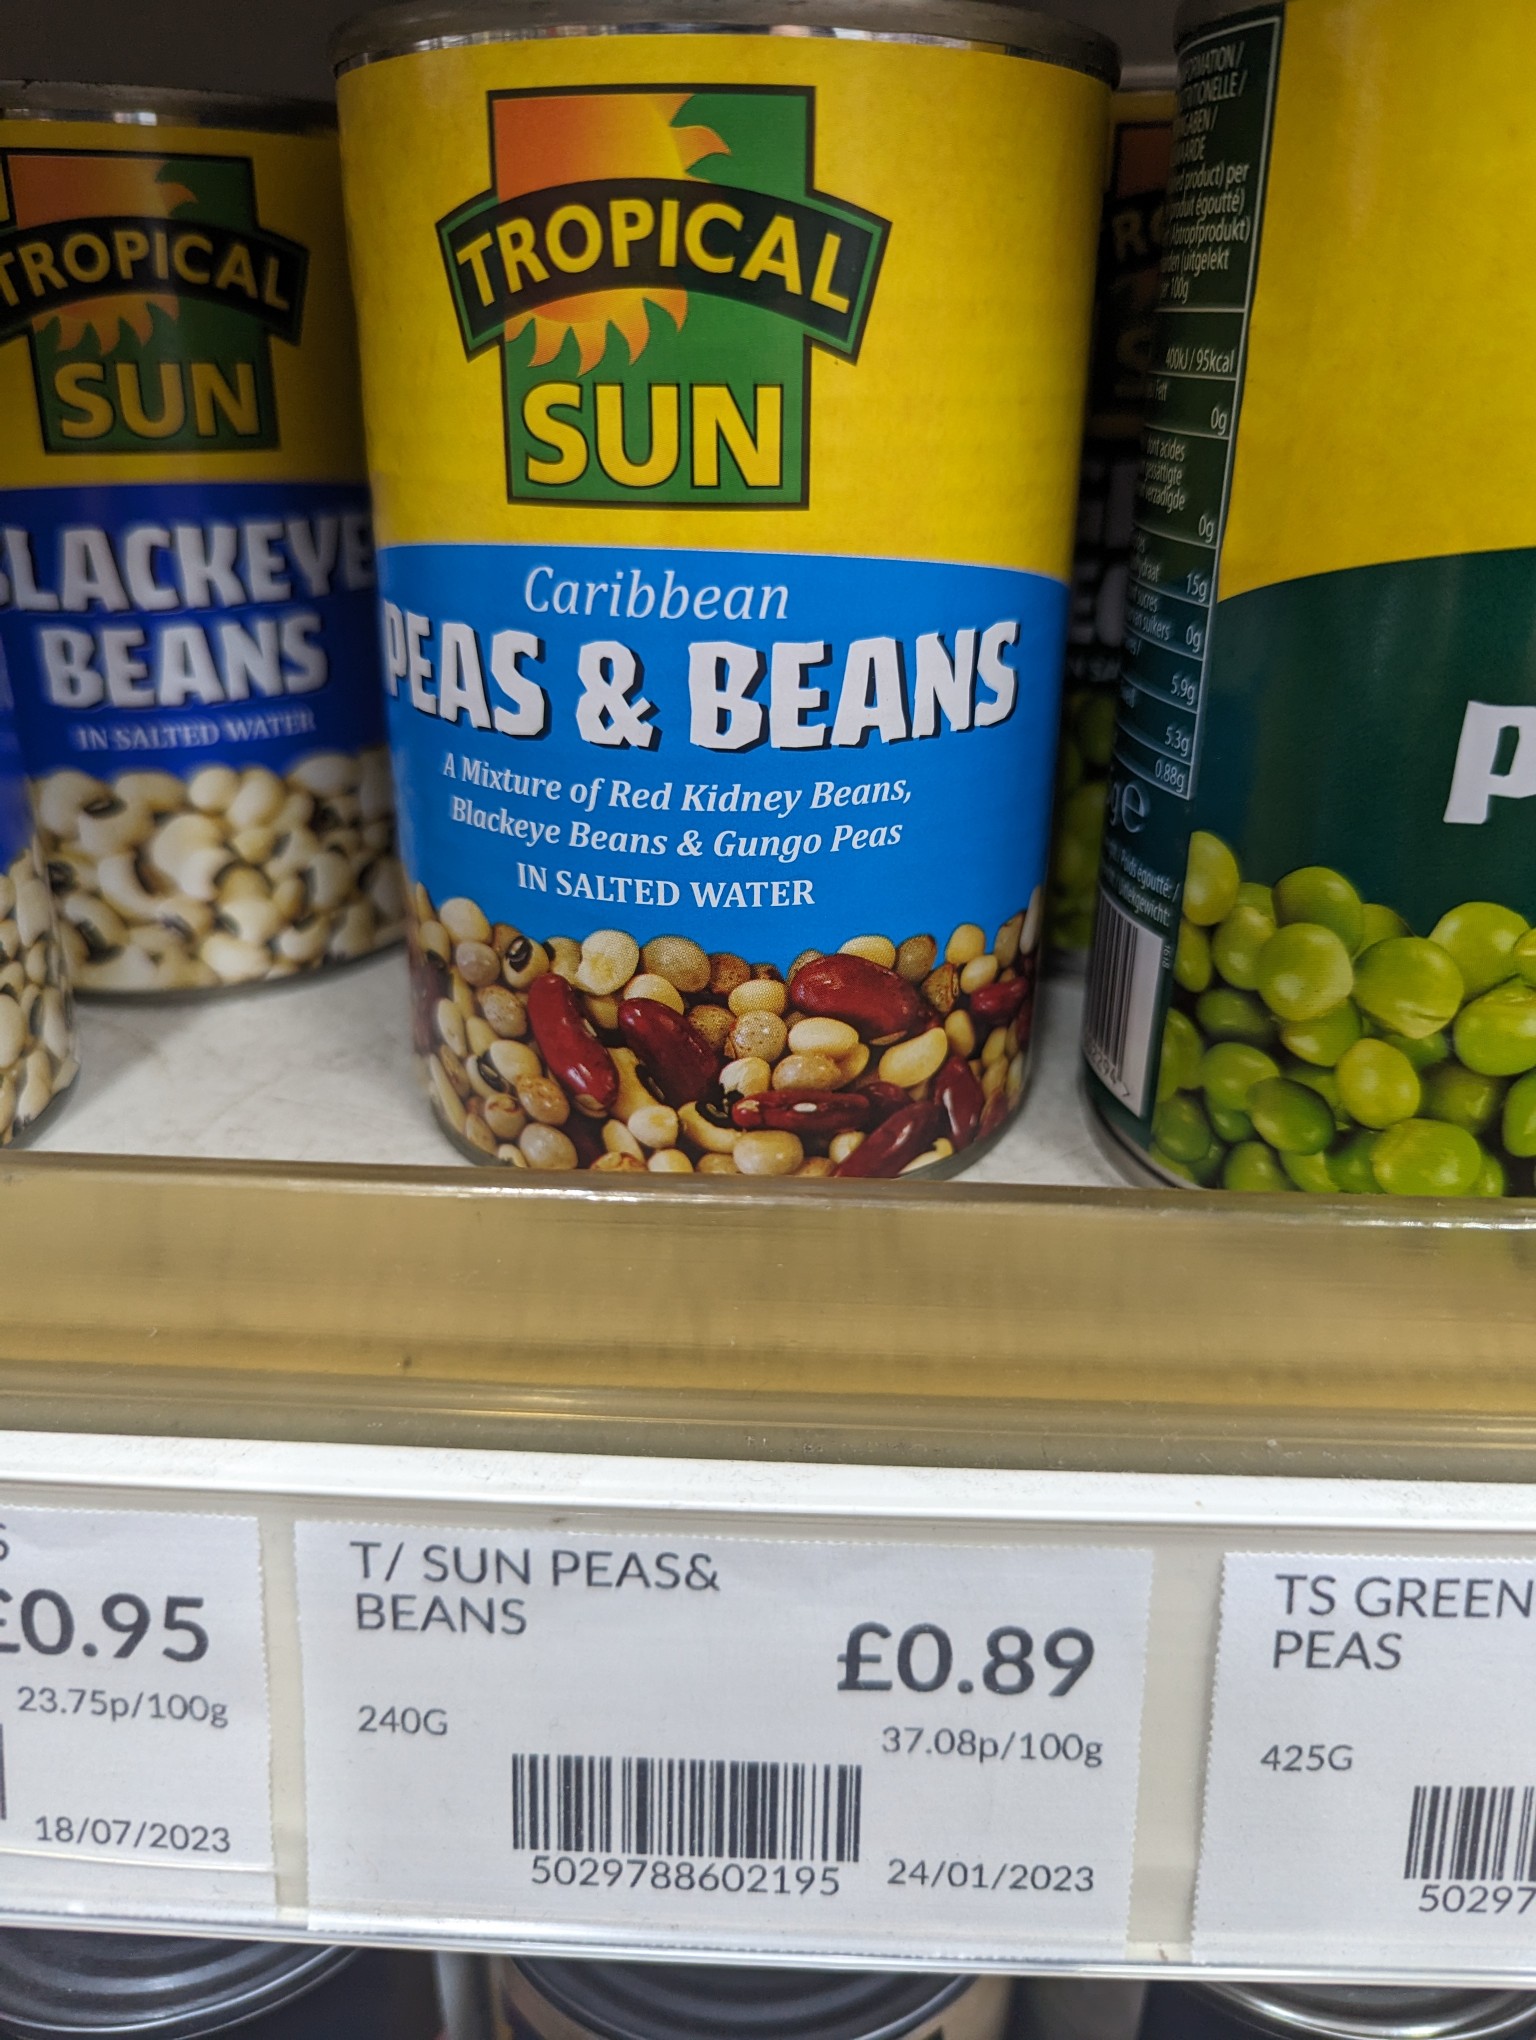 TROPICAL
SUN
BLACKEYE
BEANS
IN SALTED WATER
TROPICAL
SUN
Caribbean
PEAS & BEANS
A Mixture of Red Kidney Beans,
Blackeye Beans & Gungo Peas
IN SALTED WATER
product) per
100g
400kJ / 95kcal
0g
0g
15g
0g
5.9g
5.3g
0.88g
P
£0.95
23.75p/100g
18/07/2023
T/ SUN PEAS&
BEANS
£0.89
240G
37.08p/100g
5029788602195
24/01/2023
TS GREEN
PEAS
425G
50297